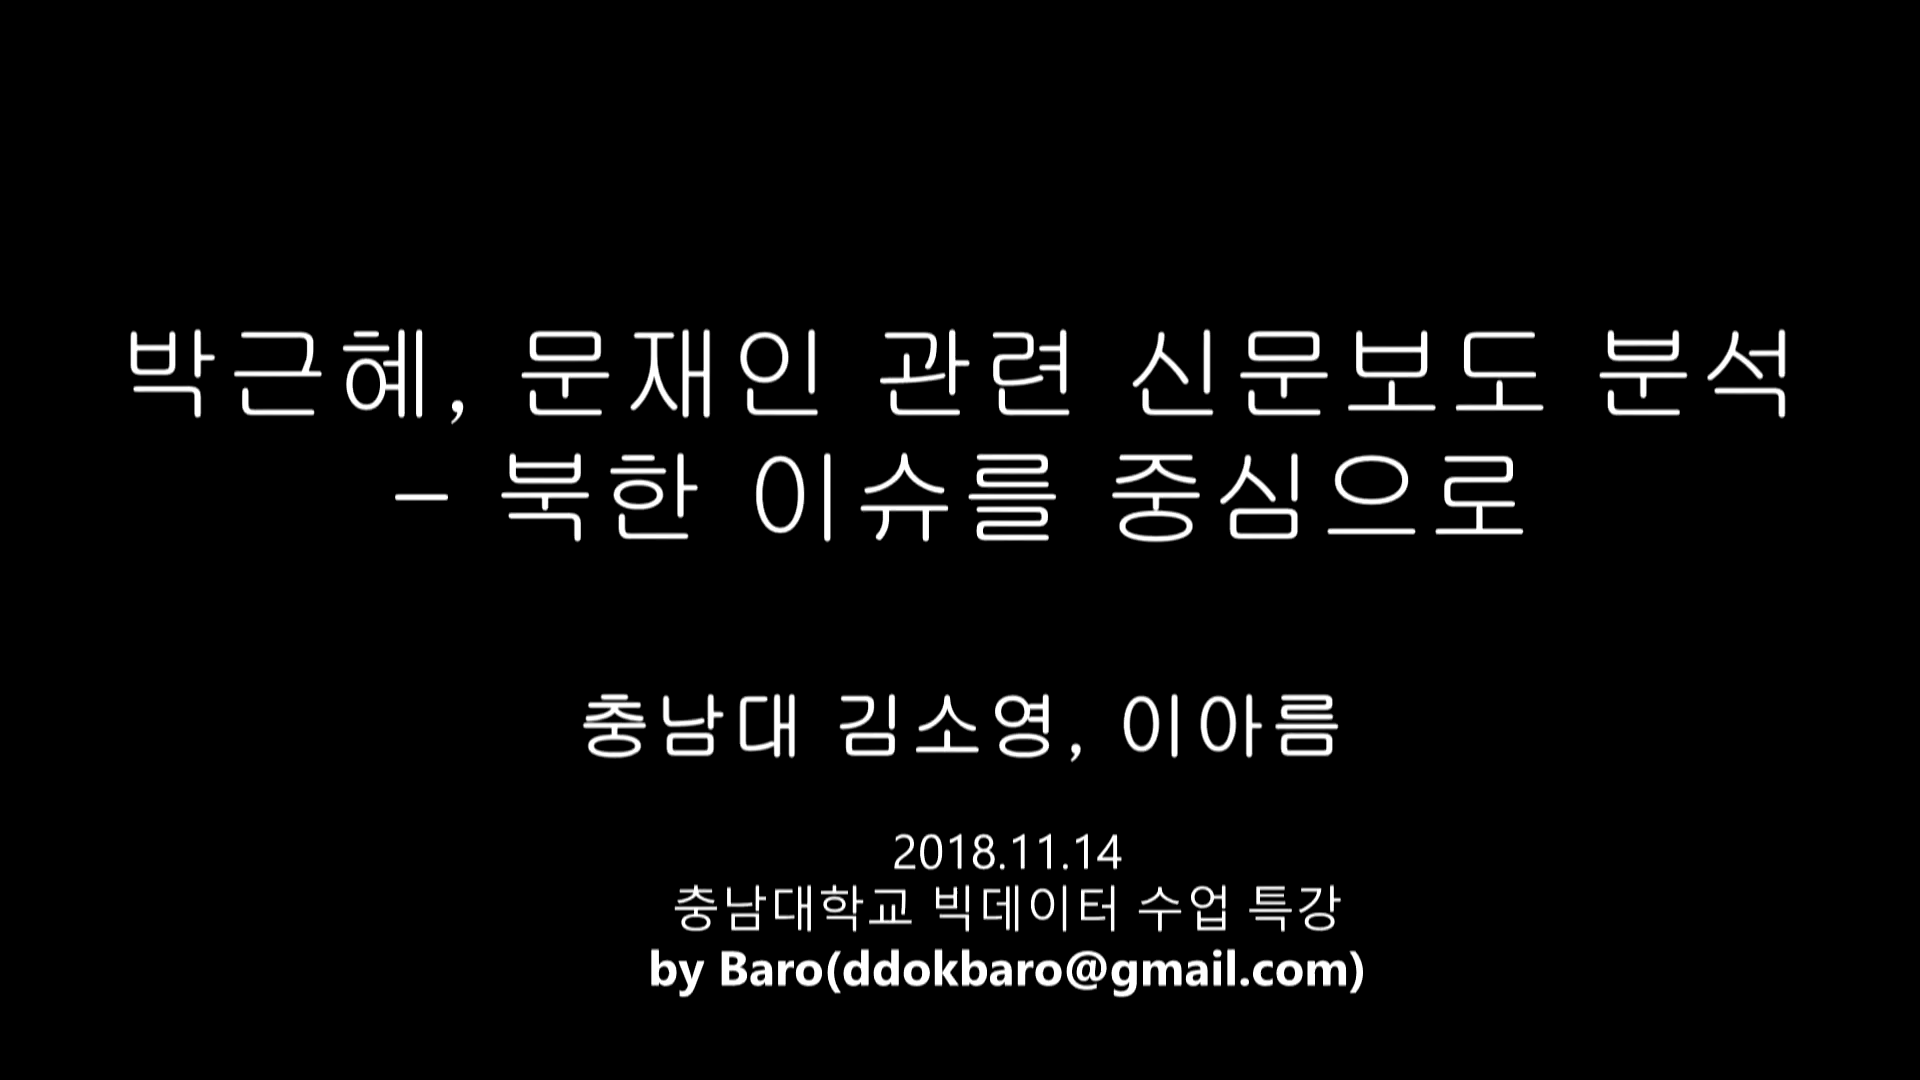 박근혜, 문재인 관련 신문보도 분석
- 북한 이슈를 중심으로
충남대 김소영, 이아름
2018.11.14
충남대학교 빅데이터 수업 특강
by Baro(ddokbaro@gmail.com)